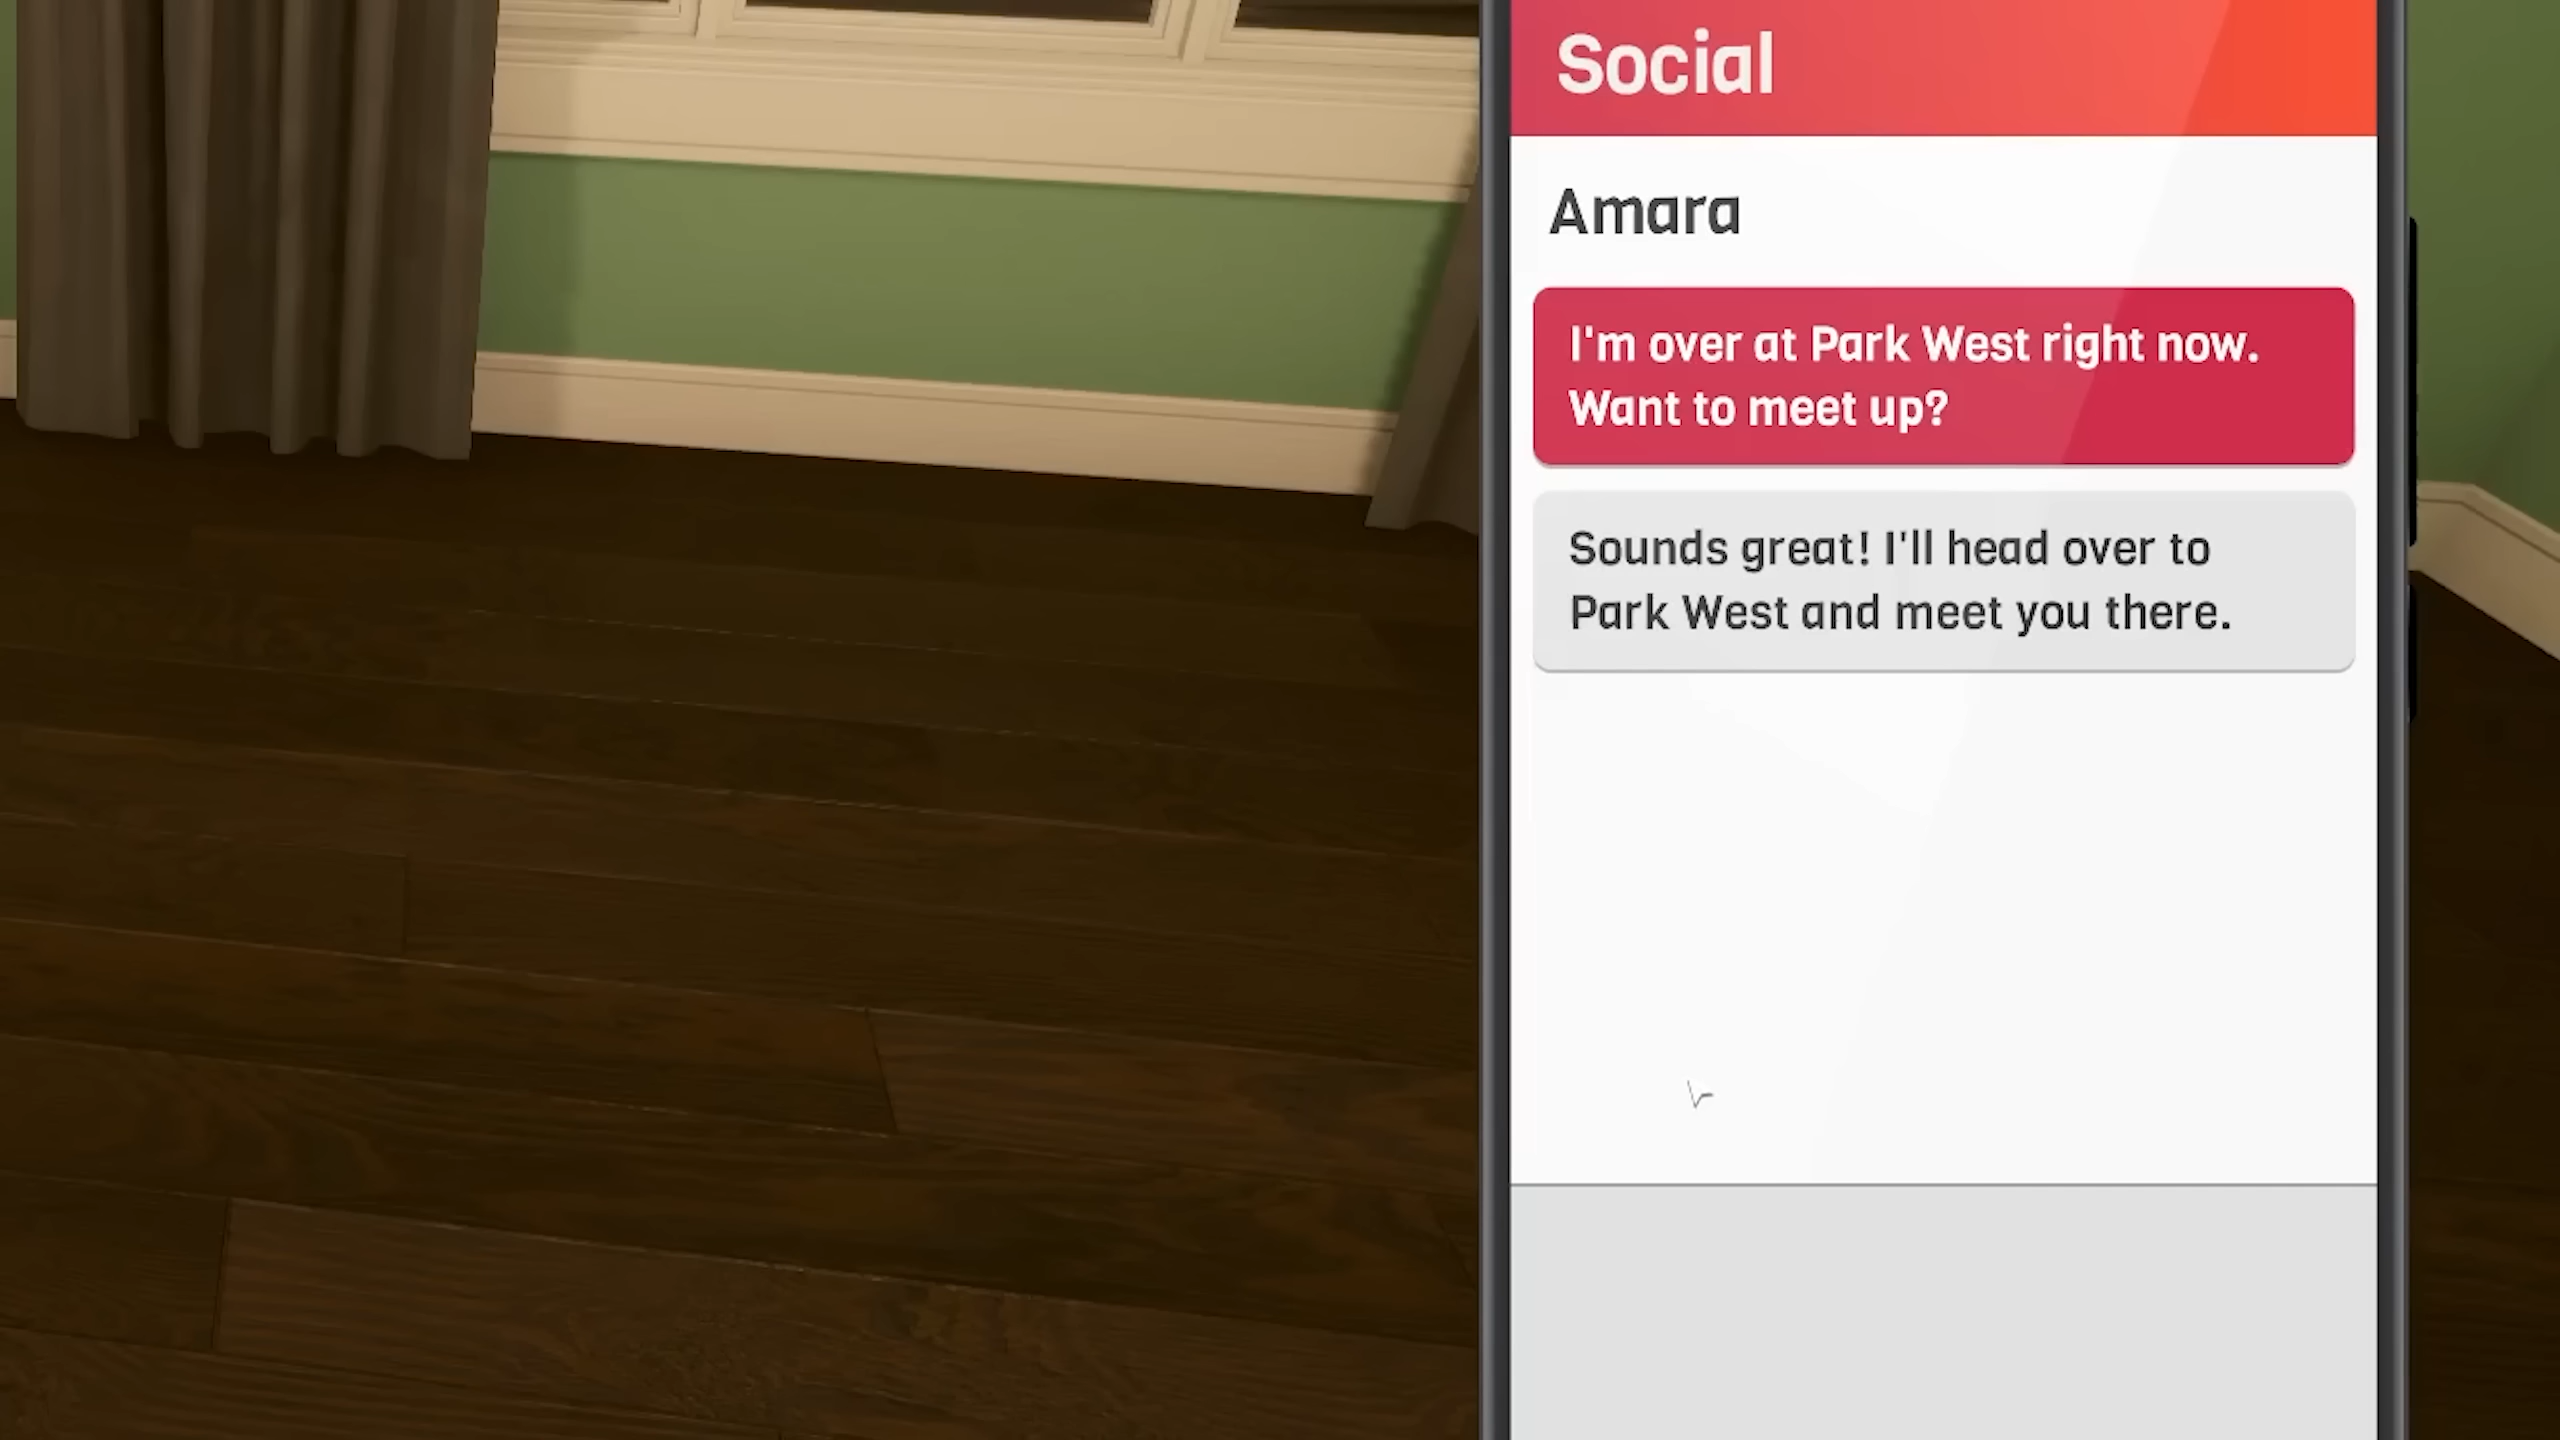 Social
Amara
I'm over at Park West right now.
Want to meet up?
Sounds great! I'll head over to
Park West and meet you there.